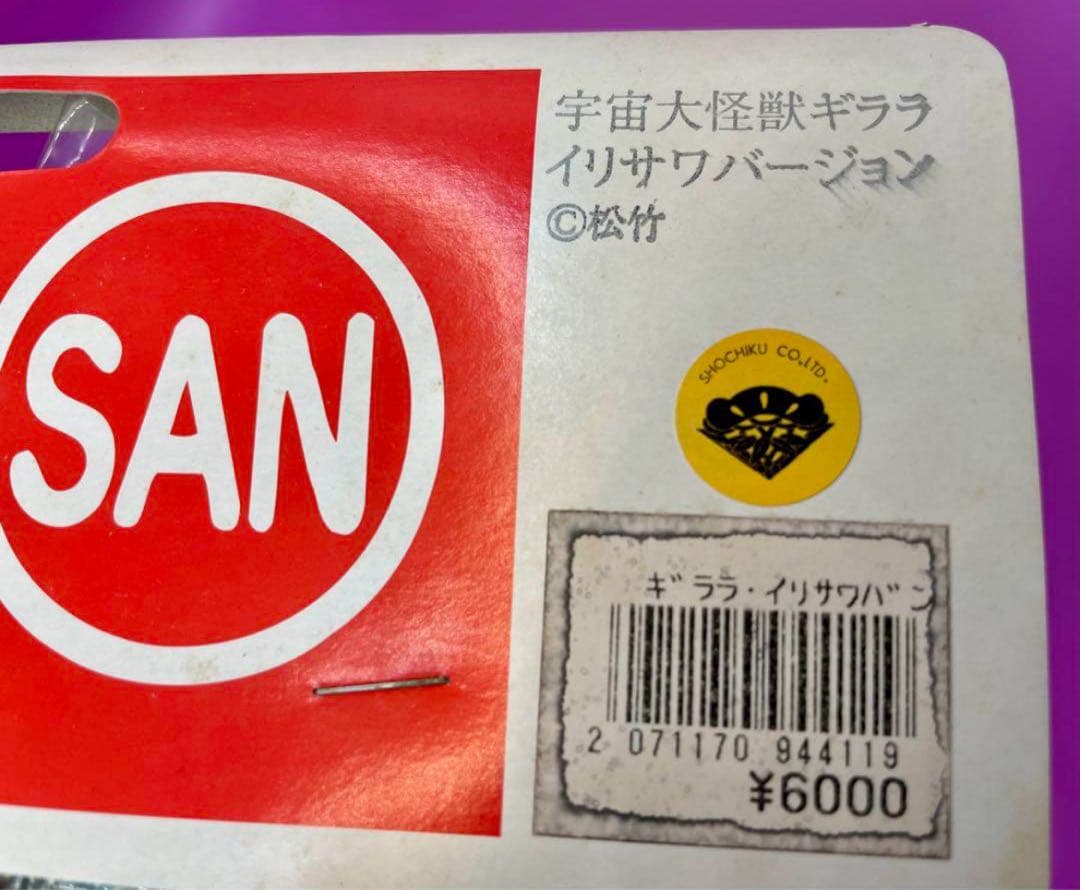 宇宙大怪獣ギララ
イリサワバージョン
©松竹
SAN
SHOCHIKU CO.,LTD.
ギララ・イリサワバン
2 071170 944119
¥6000